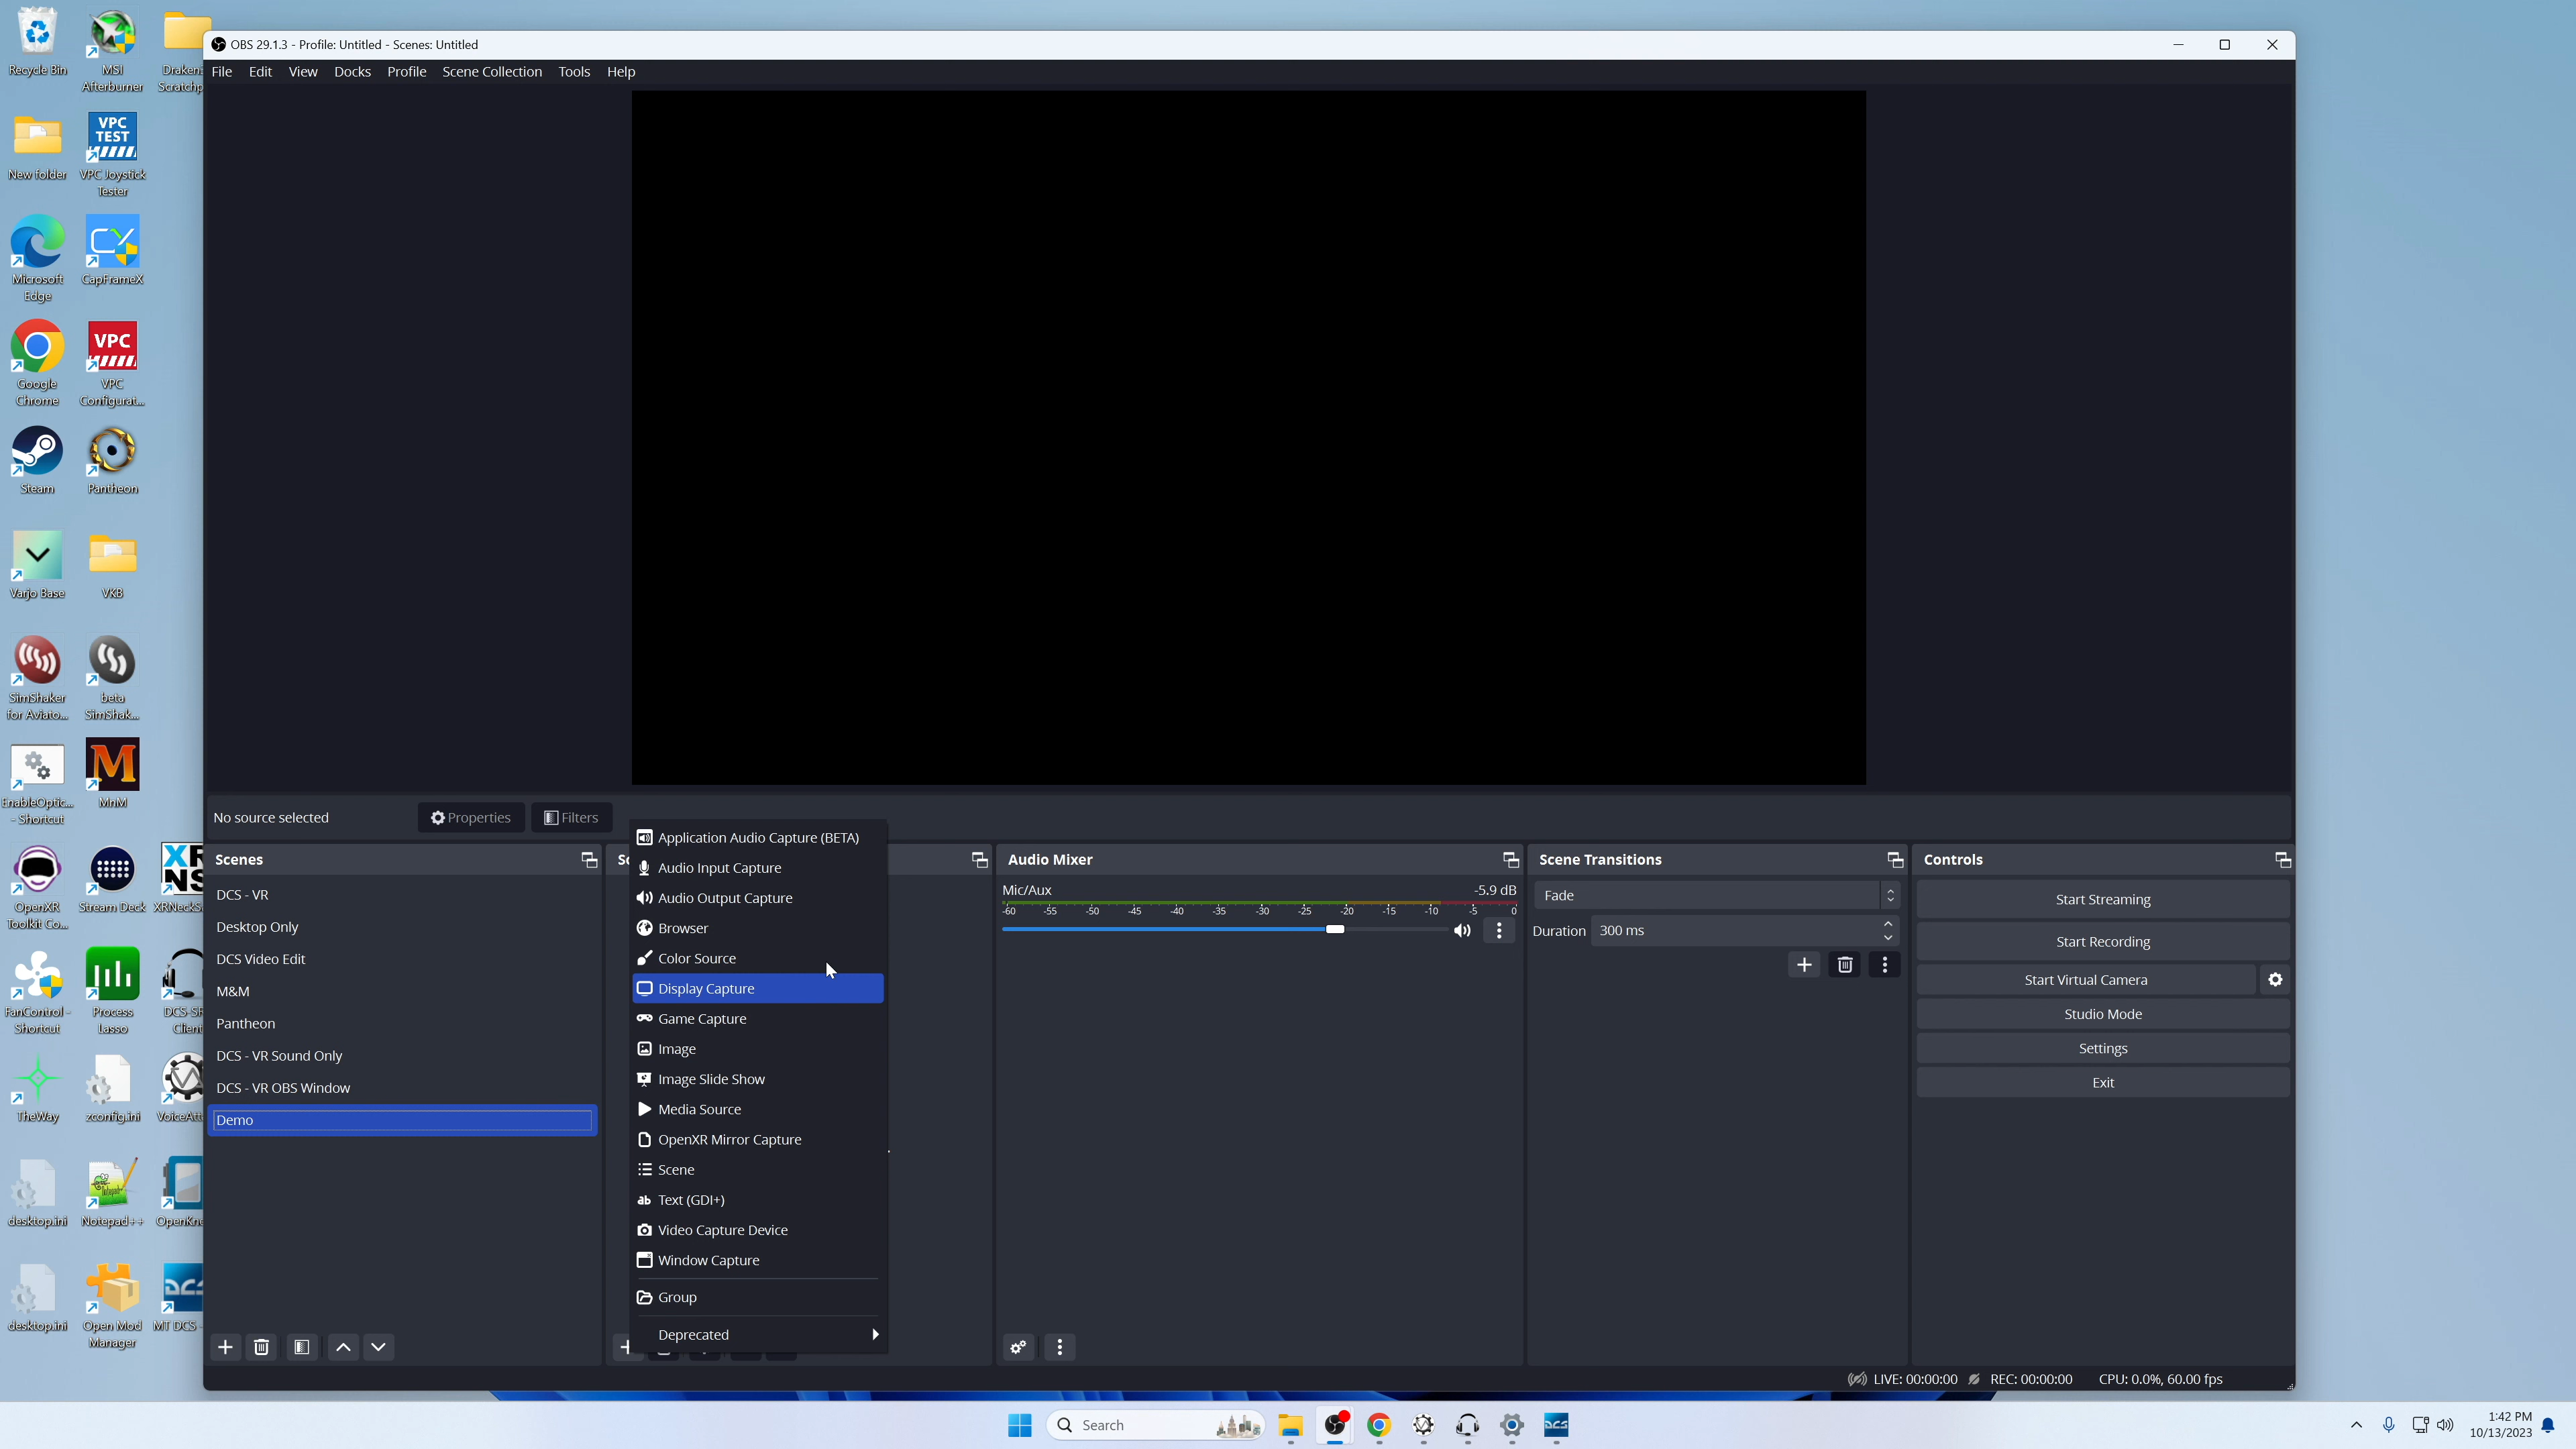 OBS 29.1.3 - Profile: Untitled - Scenes: Untitled
File Edit View Docks Profile Scene Collection Tools Help
Recycle Bin
MSI
Afterburner
New folder
VPC
TEST
VPC Joystick
Tester
Microsoft
Edge
CapFrameX
Google
Chrome
VPC
VPC
Configurat...
Steam
Pantheon
Varjo Base
VKB
SimShaker
for Aviato...
beta
SimShak...
EnableOptic...
- Shortcut
MnM
OpenXR
Toolkit Co...
Stream Deck
FanControl -
Shortcut
Process
Lasso
TheWay
zconfig.ini
desktop.ini
Notepad++
desktop.ini
Open Mod
Manager
MT DCS -
No source selected
Properties
Filters
Scenes
DCS - VR
Desktop Only
DCS Video Edit
M&M
Pantheon
DCS - VR Sound Only
DCS - VR OBS Window
Demo
Application Audio Capture (BETA)
Audio Input Capture
Audio Output Capture
Browser
Color Source
Display Capture
Game Capture
Image
Image Slide Show
Media Source
OpenXR Mirror Capture
Scene
ab Text (GDI+)
Video Capture Device
Window Capture
Group
Deprecated
Audio Mixer
Mic/Aux -5.9 dB
-60 -55 -50 -45 -40 -35 -30 -25 -20 -15 -10 -5 0
Scene Transitions
Fade
Duration 300 ms
Controls
Start Streaming
Start Recording
Start Virtual Camera
Studio Mode
Settings
Exit
LIVE: 00:00:00 REC: 00:00:00 CPU: 0.0%, 60.00 fps
Search
DCS
1:42 PM
10/13/2023